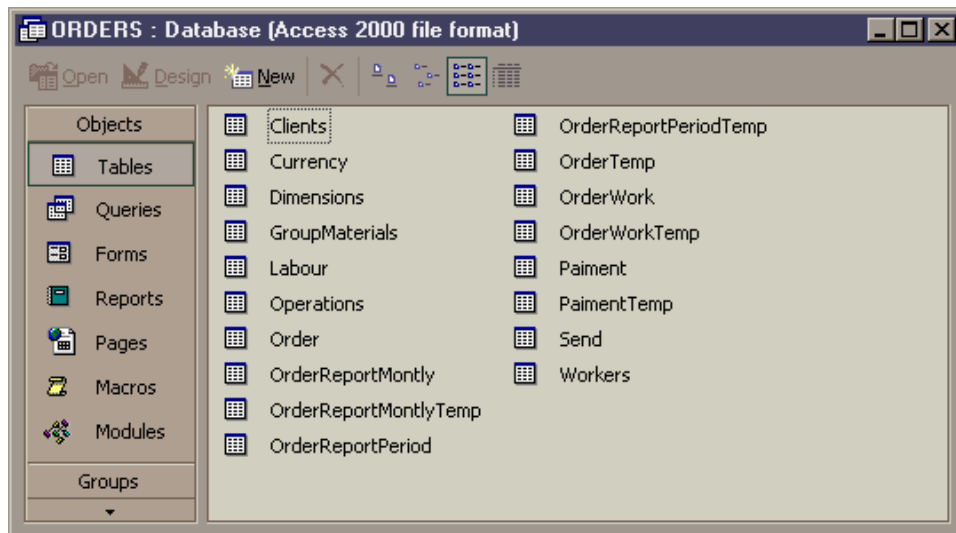 ORDERS : Database (Access 2000 file format)
Open Design New
Objects
Tables
Queries
Forms
Reports
Pages
Macros
Modules
Groups
Clients
Currency
Dimensions
GroupMaterials
Labour
Operations
Order
OrderReportMontly
OrderReportMontlyTemp
OrderReportPeriod
OrderReportPeriodTemp
OrderTemp
OrderWork
OrderWorkTemp
Paiment
PaimentTemp
Send
Workers